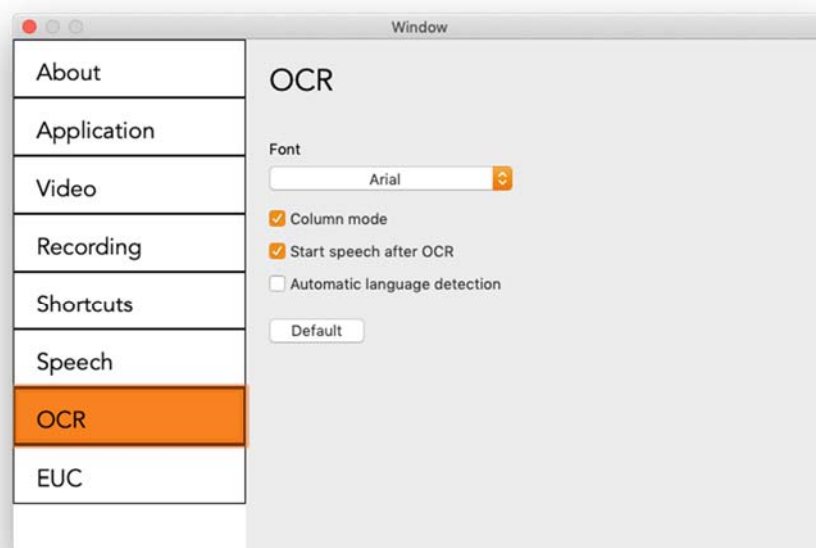 Window
About
Application
Video
Recording
Shortcuts
Speech
OCR
EUC
OCR
Font
Arial
Column mode
Start speech after OCR
Automatic language detection
Default